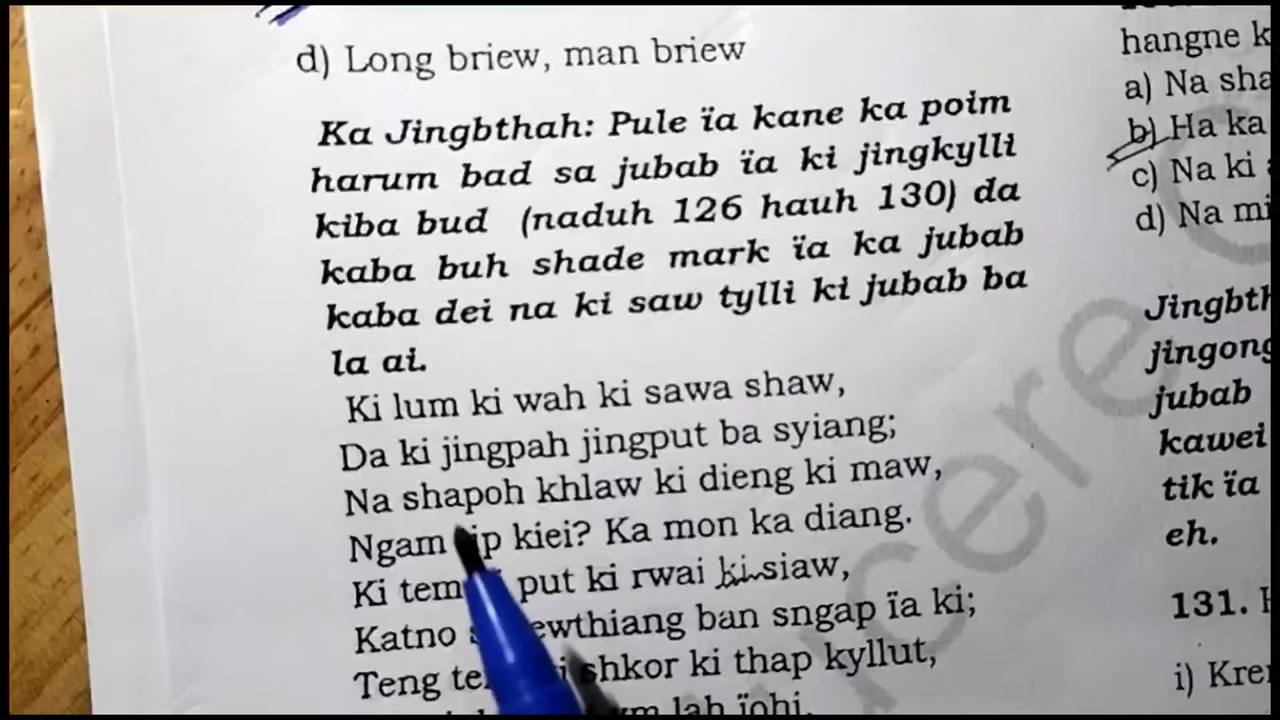 d) Long briew, man briew
Ka Jingbthah: Pule ïa kane ka poim
harum bad sa jubab ïa ki jingkylli
kiba bud (naduh 126 hauh 130) da
kaba buh shade mark ïa ka jubab
kaba dei na ki saw tylli ki jubab ba
la ai.
Ki lum ki wah ki sawa shaw,
Da ki jingpah jingput ba syiang;
Na shapoh khlaw ki dieng ki maw,
Ngam kiei? Ka mon ka diang.
Ki put ki rwai ki siaw,
Katno ban sngap ïa ki;
Teng shkor ki thap kyllut,
lah ïohi.
hangne
a) Na
b) Ha ka
c) Na ki
d) Na
jubab
kawei
tik ïa
eh.
131.
i)